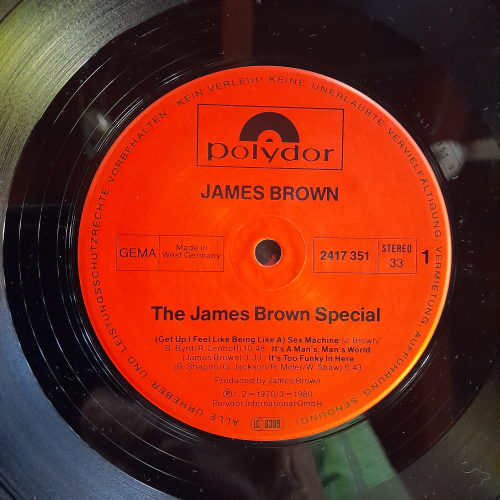 ALLE URHEBER- UND LEISTUNGSSCHUTZRECHTE VORBEHALTEN · KEIN VERLEIH! KEINE UNERLAUBTE VERVIELFÄLTIGUNG, VERMIETUNG, AUFFÜHRUNG, SENDUNG!
polydor
JAMES BROWN
GEMA
Made in
West Germany
2417 351
STEREO
33
1
The James Brown Special
(Get Up I Feel Like Being Like A) Sex Machine (J. Brown/
B. Byrd/R. Lenhoff) 10:48 · It's A Man's, Man's World
(James Brown) 3:33 · It's Too Funky In Here
(B. Shapiro/G. Jackson/R. Miller/W. Shaw) 5:43
Produced by James Brown
Ⓟ 1, 2 – 1970/3 – 1980
Polydor International GmbH
LC 0309